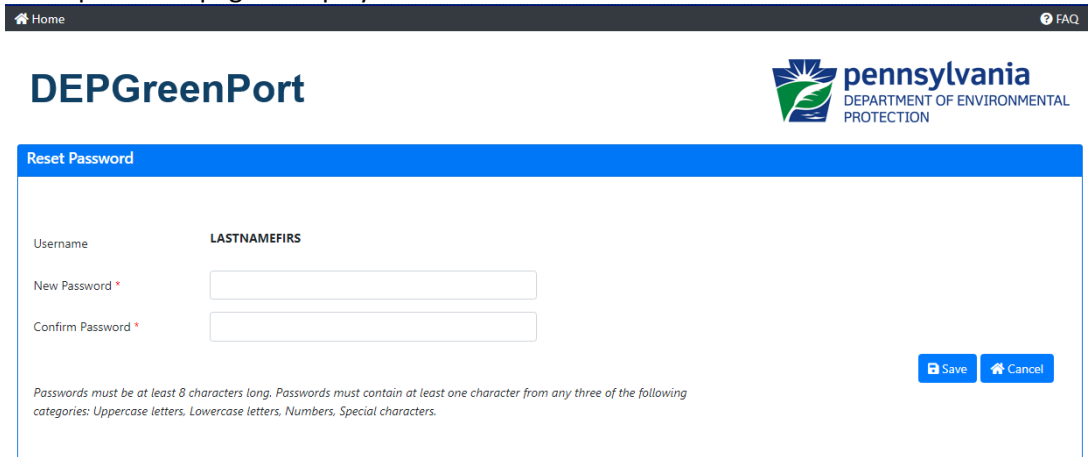 Home
FAQ
DEPGreenPort
pennsylvania
DEPARTMENT OF ENVIRONMENTAL
PROTECTION
Reset Password
Username LASTNAMEFIRS
New Password *
Confirm Password *
Save Cancel
Passwords must be at least 8 characters long. Passwords must contain at least one character from any three of the following
categories: Uppercase letters, Lowercase letters, Numbers, Special characters.